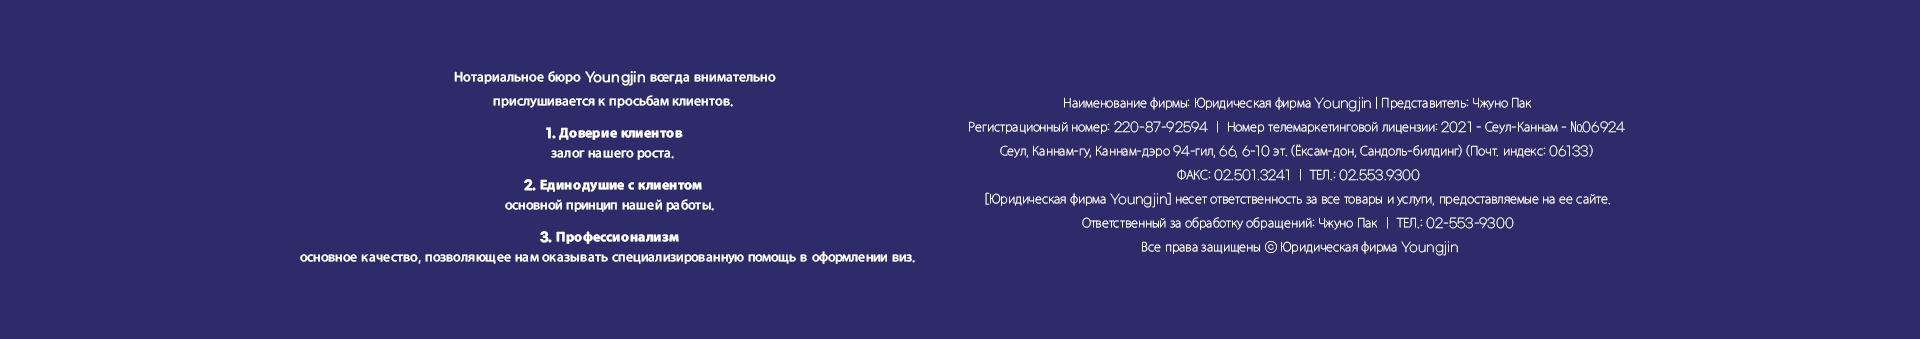 Нотариальное бюро Youngjin всегда внимательно
прислушивается к просьбам клиентов.
1. Доверие клиентов
залог нашего роста.
2. Единодушие с клиентом
основной принцип нашей работы.
3. Профессионализм
основное качество, позволяющее нам оказывать специализированную помощь в оформлении виз.
Наименование фирмы: Юридическая фирма Youngjin | Представитель: Чжуно Пак
Регистрационный номер: 220-87-92594 | Номер телемаркетинговой лицензии: 2021 - Сеул-Каннам - №06924
Сеул, Каннам-гу, Каннам-дэро 94-гил, 66, 6-10 эт. (Ёксам-дон, Сандоль-билдинг) (Почт. индекс: 06133)
ФАКС: 02.501.3241 | ТЕЛ.: 02.553.9300
[Юридическая фирма Youngjin] несет ответственность за все товары и услуги, предоставляемые на ее сайте.
Ответственный за обработку обращений: Чжуно Пак | ТЕЛ.: 02-553-9300
Все права защищены ⓒ Юридическая фирма Youngjin